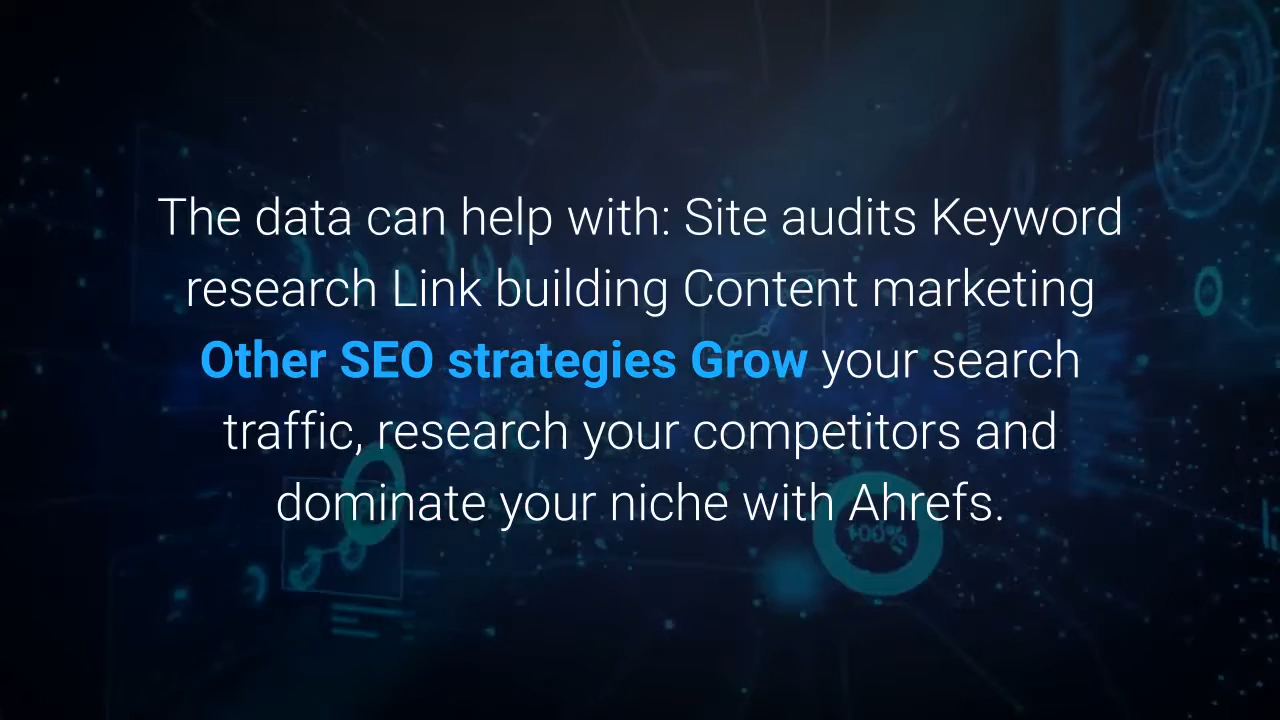 The data can help with: Site audits Keyword
research Link building Content marketing
Other SEO strategies Grow your search
traffic, research your competitors and
dominate your niche with Ahrefs.